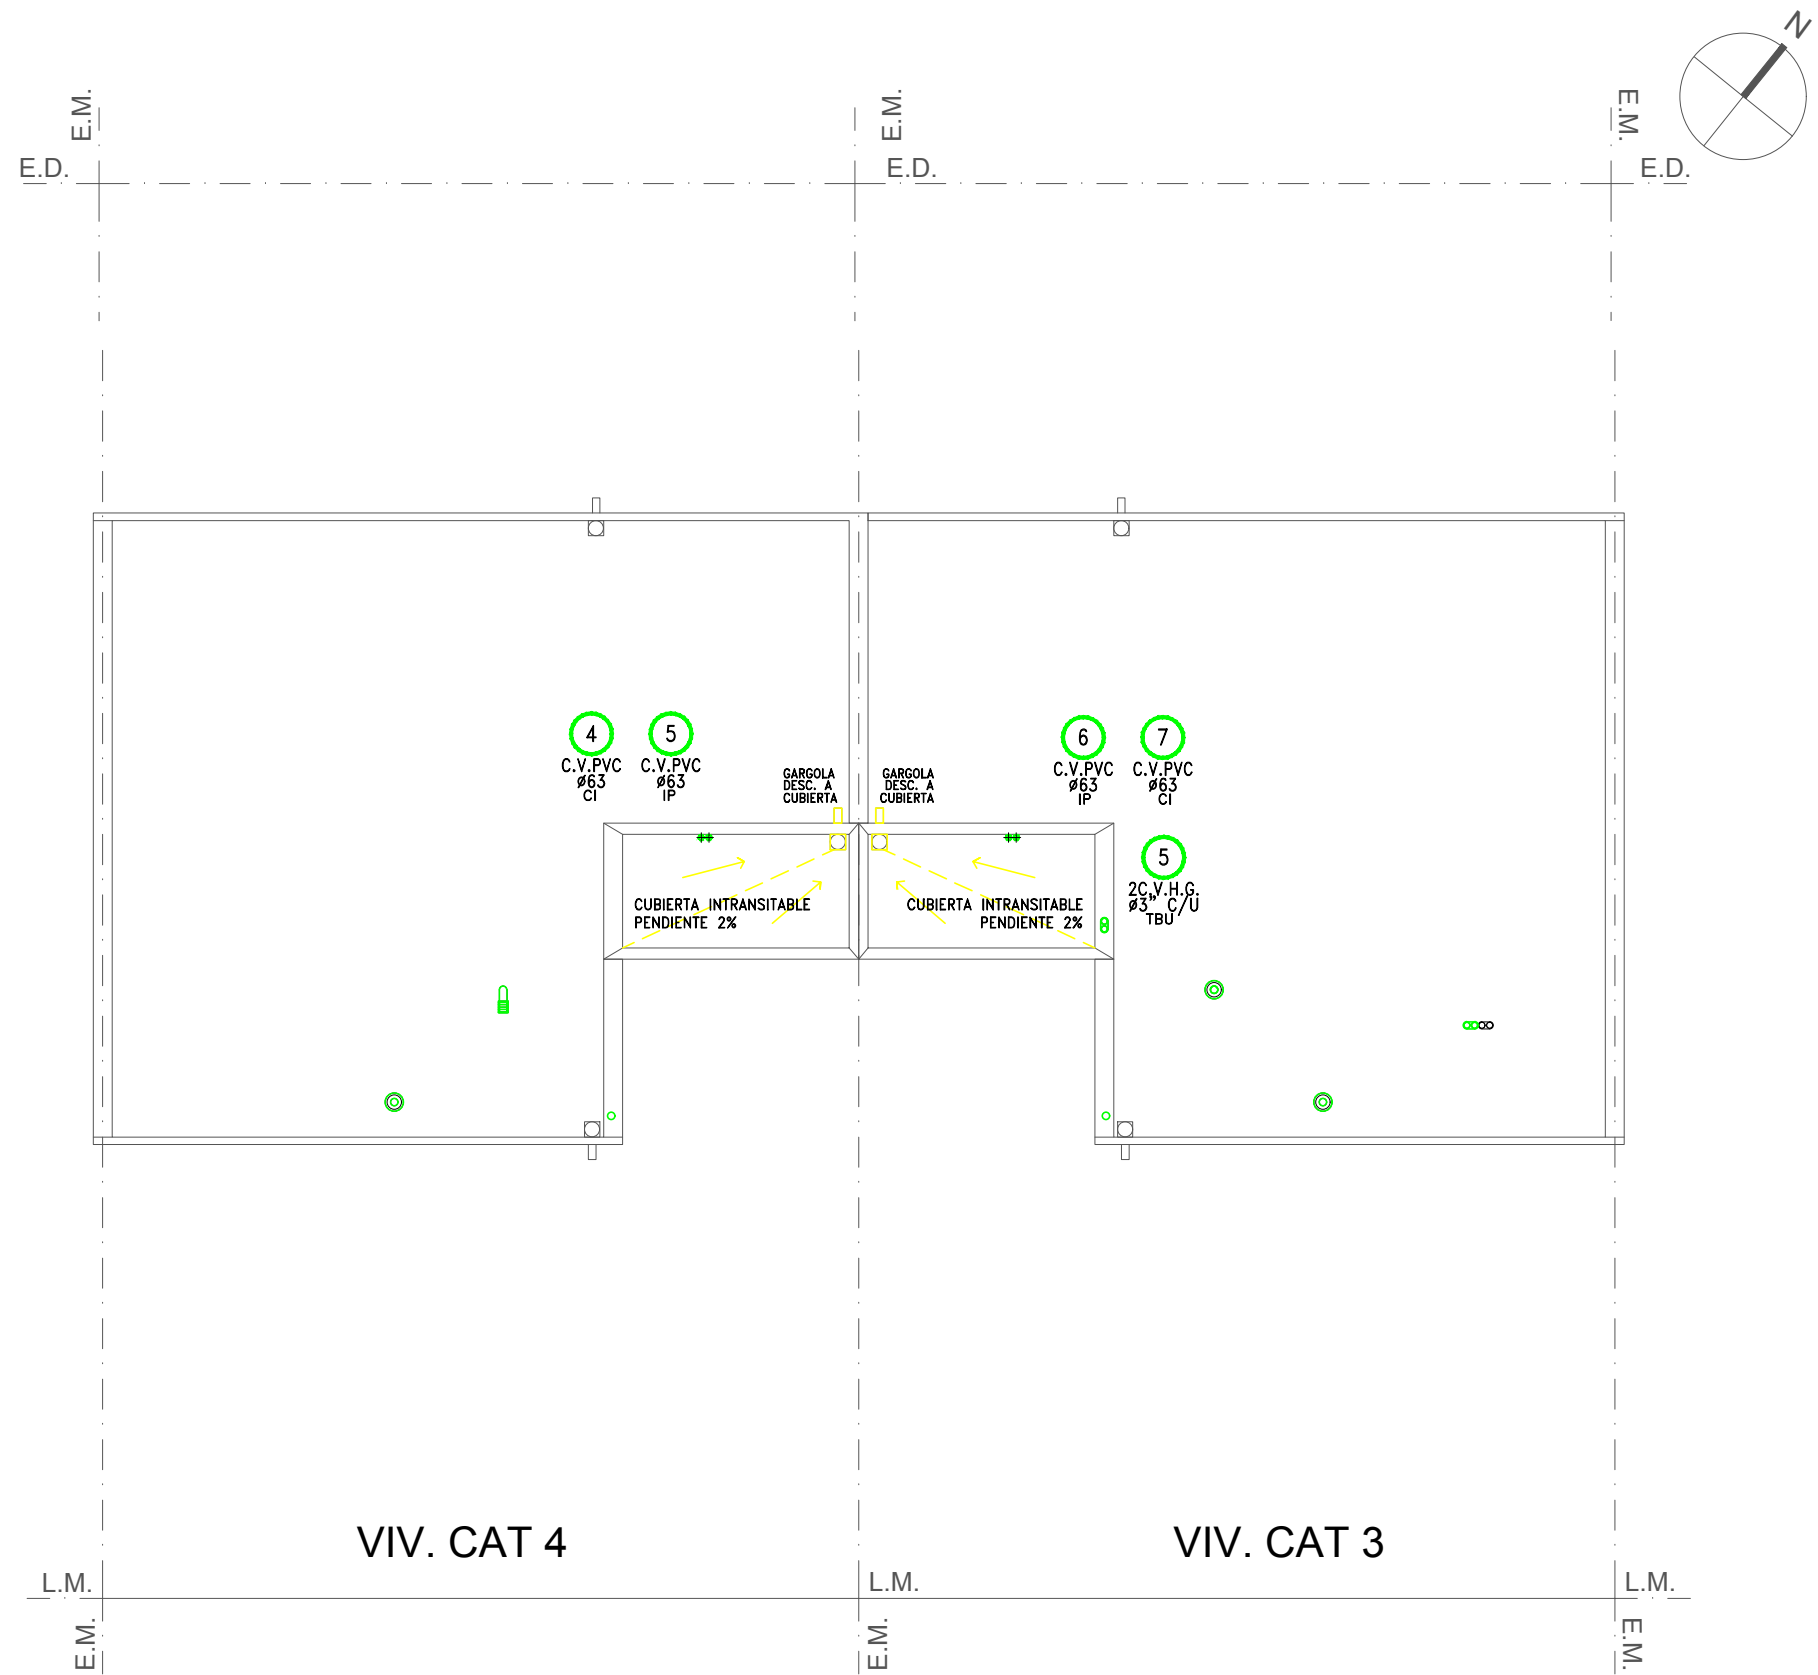 N
E.M.
E.M.
E.M.
E.D.
E.D.
E.D.
4
C.V.PVC
ø63
CI
5
C.V.PVC
ø63
IP
GARGOLA
DESC. A
CUBIERTA
GARGOLA
DESC. A
CUBIERTA
6
C.V.PVC
ø63
IP
7
C.V.PVC
ø63
CI
5
2C.V.H.G.
ø3" C/U
TBU
CUBIERTA INTRANSITABLE
PENDIENTE 2%
CUBIERTA INTRANSITABLE
PENDIENTE 2%
VIV. CAT 4
VIV. CAT 3
L.M.
L.M.
L.M.
E.M.
E.M.
E.M.